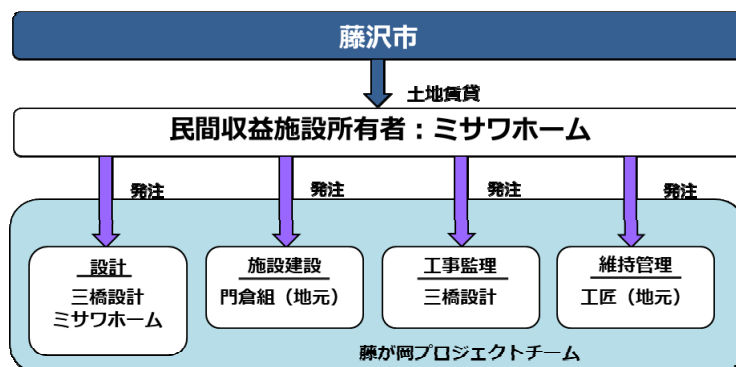 藤沢市
土地賃貸
民間収益施設所有者：ミサワホーム
発注
発注
発注
発注
設計
三橋設計
ミサワホーム
施設建設
門倉組（地元）
工事監理
三橋設計
維持管理
工匠（地元）
藤が岡プロジェクトチーム